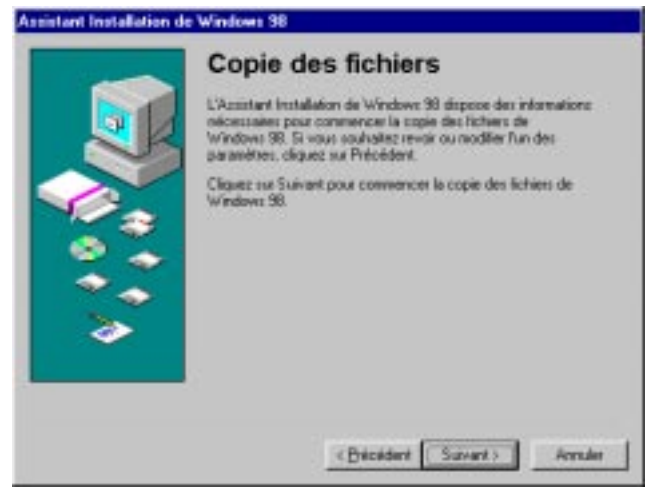 Assistant Installation de Windows 98
Copie des fichiers
L'Assistant Installation de Windows 98 dispose des informations
nécessaires pour commencer la copie des fichiers de
Windows 98. Si vous souhaitez revoir ou modifier l'un des
paramètres, cliquez sur Précédent.
Cliquez sur Suivant pour commencer la copie des fichiers de
Windows 98.
< Précédent Suivant > Annuler